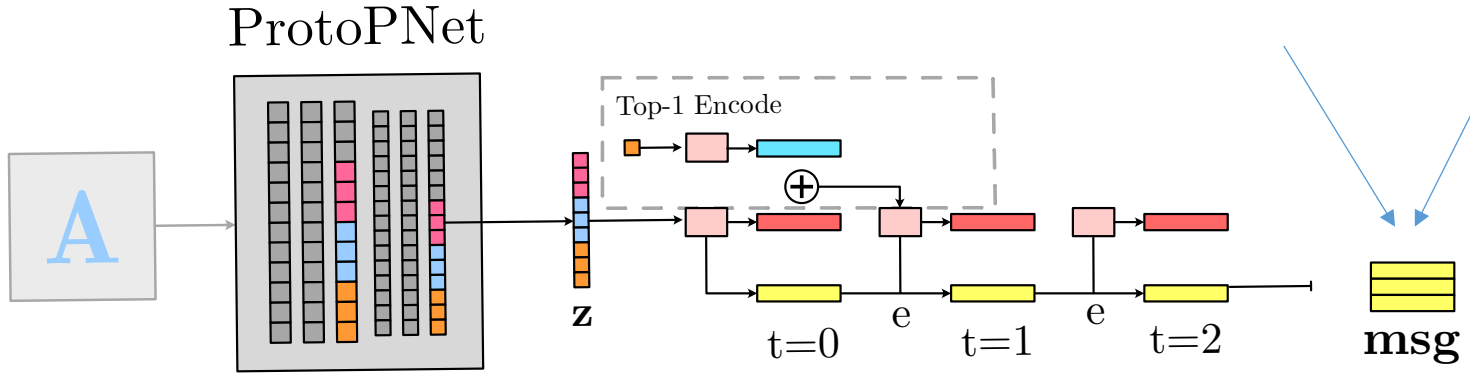 ProtoPNet
Top-1 Encode
A
z
e
e
t=0
t=1
t=2
msg